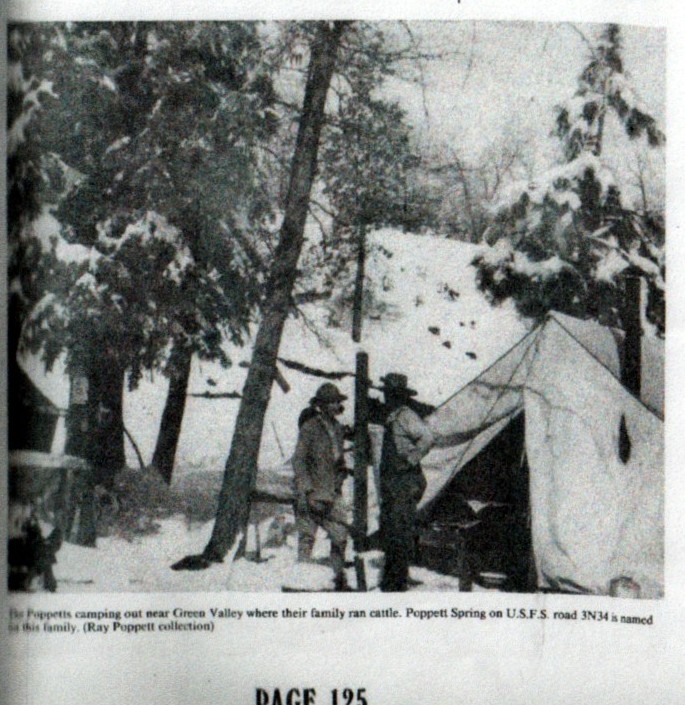 The Poppetts camping out near Green Valley where their family ran cattle. Poppett Spring on U.S.F.S. road 3N34 is named
this family. (Ray Poppett collection)
PAGE 125